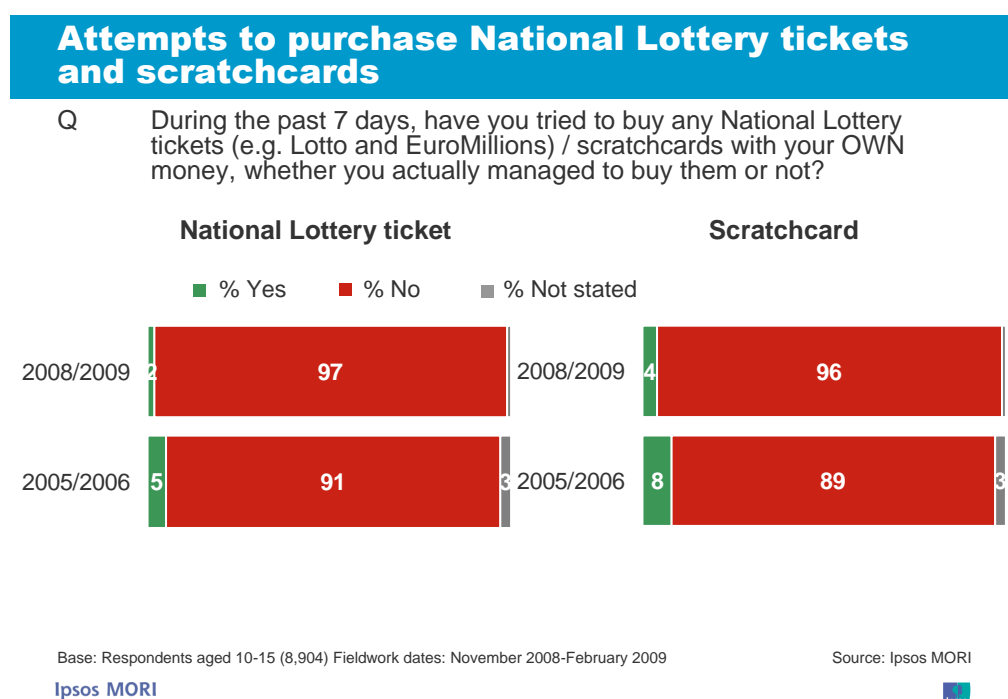 Attempts to purchase National Lottery tickets
and scratchcards
Q During the past 7 days, have you tried to buy any National Lottery
tickets (e.g. Lotto and EuroMillions) / scratchcards with your OWN
money, whether you actually managed to buy them or not?
National Lottery ticket
Scratchcard
% Yes % No % Not stated
2008/2009 2 97
2008/2009 4 96
2005/2006 5 91 3
2005/2006 8 89 3
Base: Respondents aged 10-15 (8,904) Fieldwork dates: November 2008-February 2009
Source: Ipsos MORI
Ipsos MORI